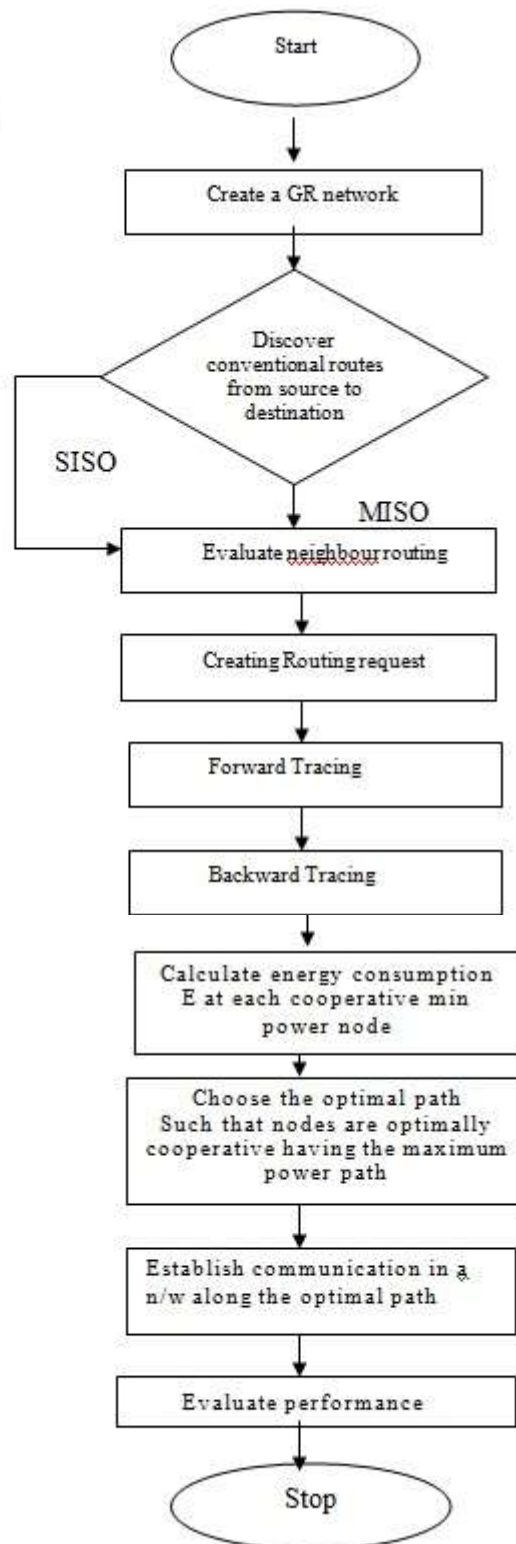 Start
Create a GR network
Discover
conventional routes
from source to
destination
SISO
MISO
Evaluate neighbour routing
Creating Routing request
Forward Tracing
Backward Tracing
Calculate energy consumption
E at each cooperative min
power node
Choose the optimal path
Such that nodes are optimally
cooperative having the maximum
power path
Establish communication in a
n/w along the optimal path
Evaluate performance
Stop